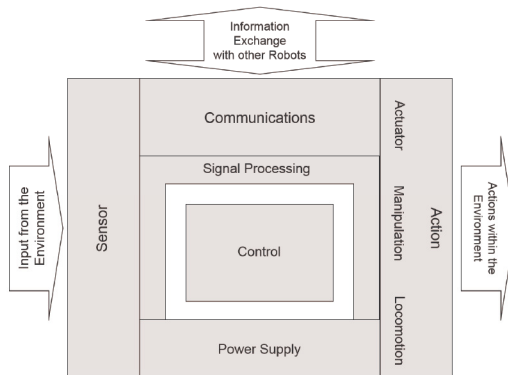 Information
Exchange
with other Robots
Communications
Actuator
Signal Processing
Input from the
Environment
Sensor
Control
Manipulation
Action
Actions within the
Environment
Locomotion
Power Supply